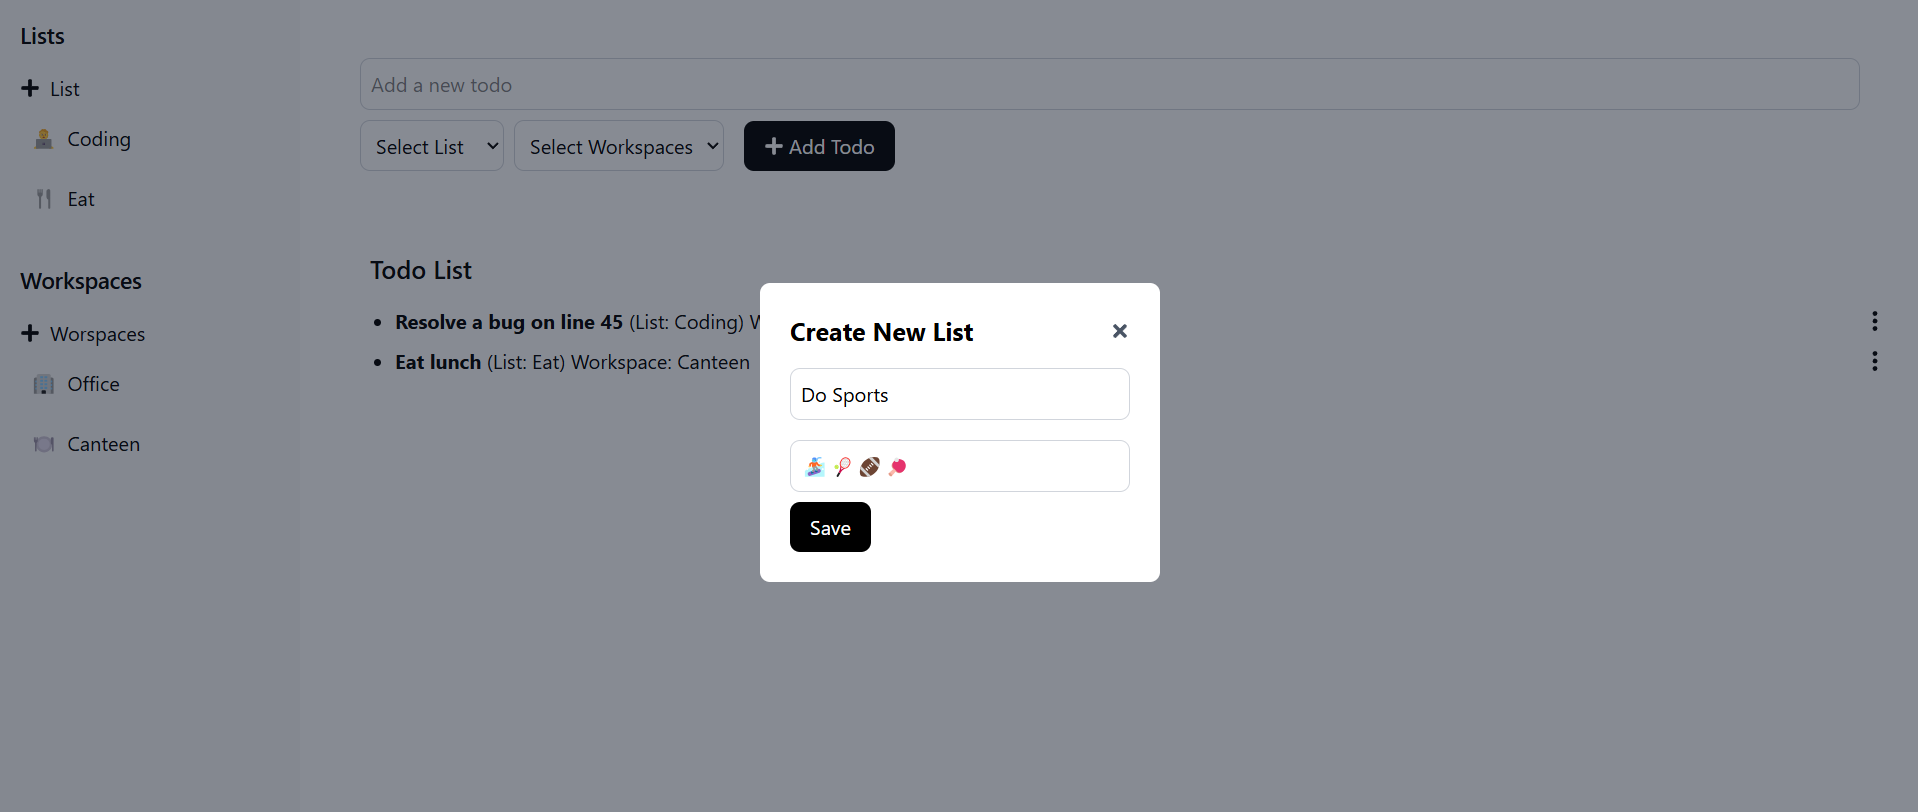 Lists
List
Coding
Eat
Workspaces
Worspaces
Office
Canteen
Add a new todo
Select List
Select Workspaces
Add Todo
Todo List
Resolve a bug on line 45 (List: Coding)
Eat lunch (List: Eat) Workspace: Canteen
Create New List
Do Sports
🏂🎾🏈🏓
Save